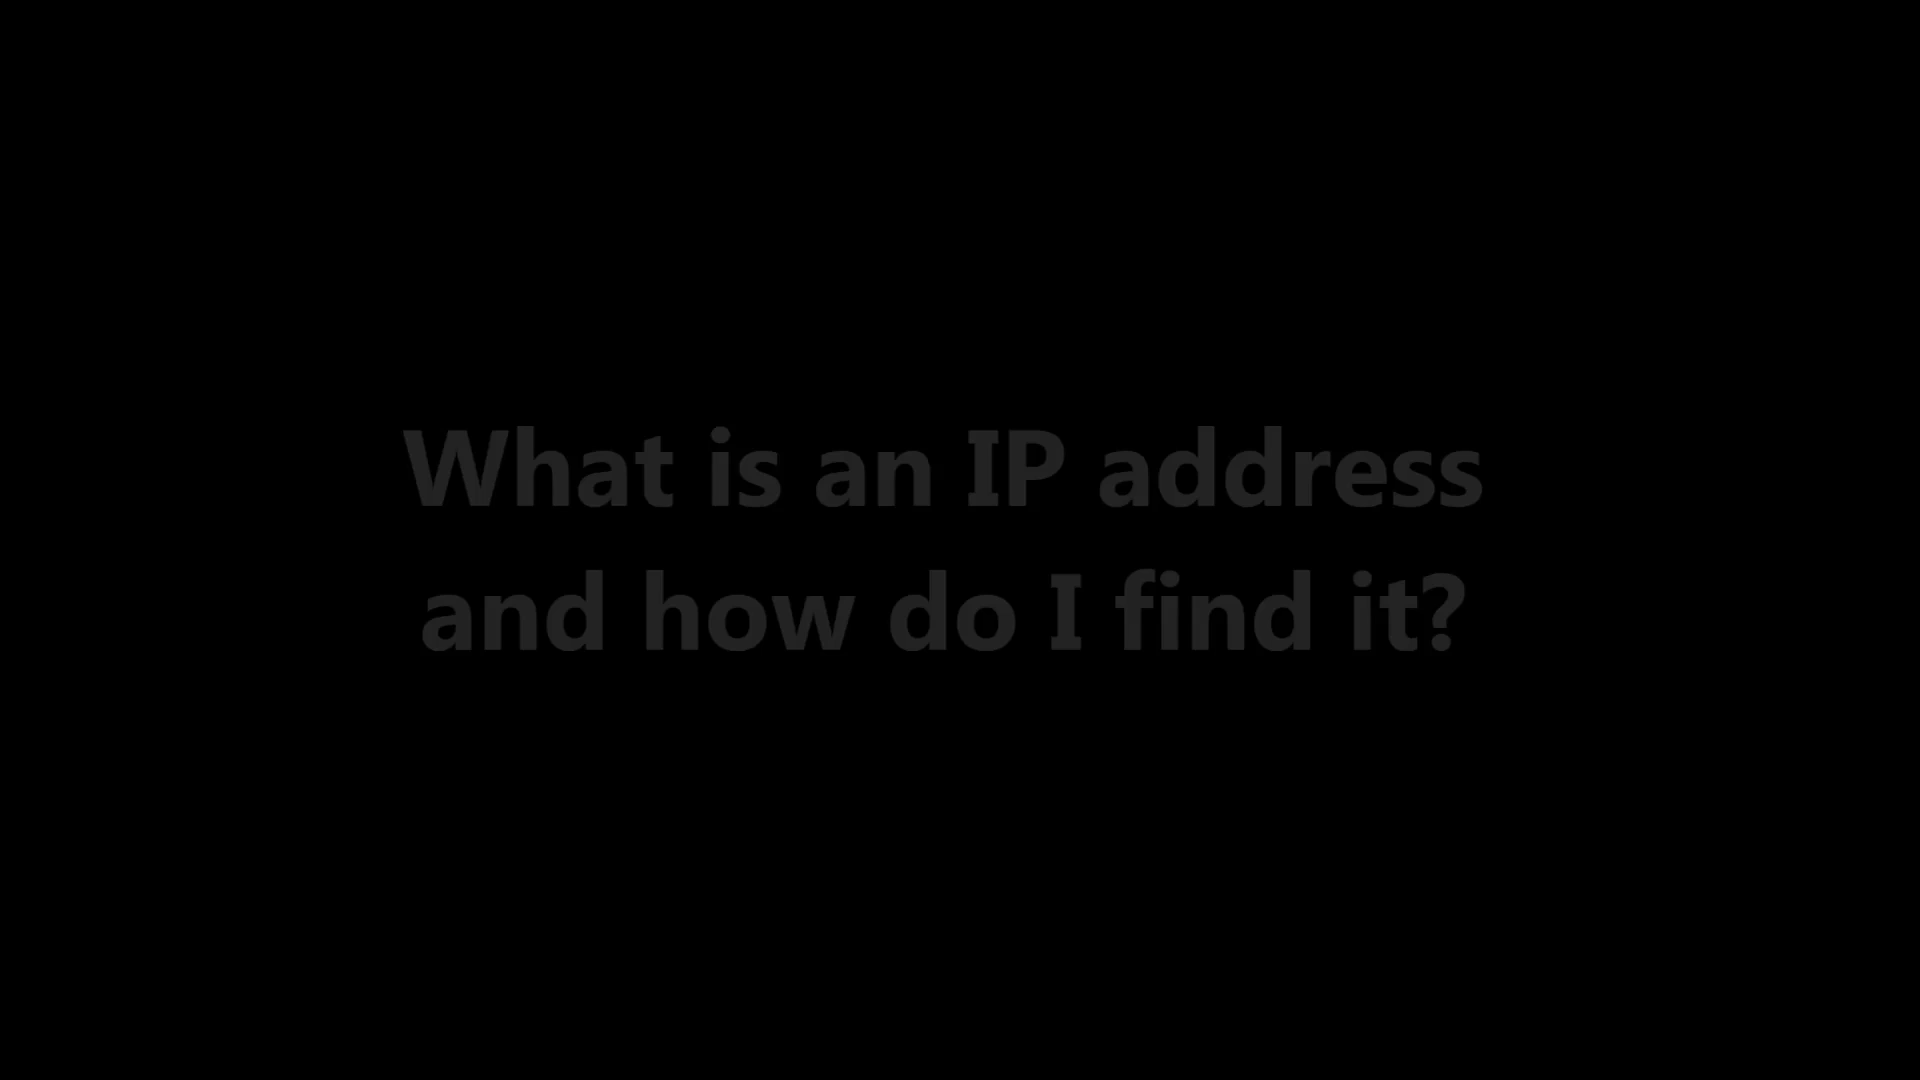 What is an IP address
and how do I find it?